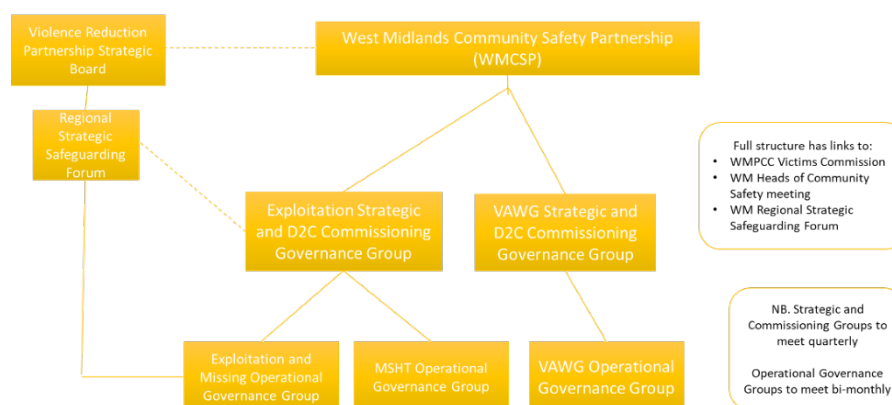 Violence Reduction
Partnership Strategic
Board
West Midlands Community Safety Partnership
(WMCSP)
Regional
Strategic
Safeguarding
Forum
Full structure has links to:
• WMPCC Victims Commission
• WM Heads of Community
Safety meeting
• WM Regional Strategic
Safeguarding Forum
Exploitation Strategic
and D2C Commissioning
Governance Group
VAWG Strategic and
D2C Commissioning
Governance Group
NB. Strategic and
Commissioning Groups to
meet quarterly
Operational Governance
Groups to meet bi-monthly
Exploitation and
Missing Operational
Governance Group
MSHT Operational
Governance Group
VAWG Operational
Governance Group